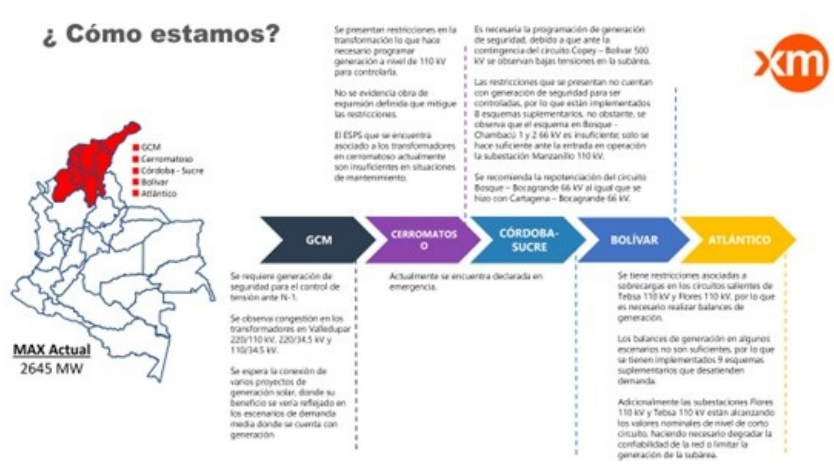 ¿ Cómo estamos?
xm
Se presentan restricciones en la
transformación lo que hace
necesario programar
generación a nivel de 110 kV
para controlarla.
No se evidencia obra de
expansión definida que mitigue
las restricciones.
El ESPS que se encuentra
asociado a los transformadores
en cerromatoso actualmente
son insuficientes en situaciones
de mantenimiento.
Es necesaria la programación de generación
de seguridad, debido a que ante la
contingencia del circuito Copey – Bolívar 500
kV se observan bajas tensiones en la subárea.
Las restricciones que se presentan no cuentan
con generación de seguridad para ser
controladas, por lo que están implementados
8 esquemas suplementarios, no obstante, se
observa que el esquema en Bosque -
Chambacú 1 y 2 66 kV es insuficiente; solo se
hace suficiente ante la entrada en operación
la subestación Manzanillo 110 kV.
Se recomienda la repotenciación del circuito
Bosque – Bocagrande 66 kV al igual que se
hizo con Cartagena – Bocagrande 66 kV.
GCM
Cerromatoso
Córdoba - Sucre
Bolívar
Atlántico
MAX Actual
2645 MW
GCM
CERROMATOS
O
CÓRDOBA-
SUCRE
BOLÍVAR
ATLÁNTICO
Se requiere generación de
seguridad para el control de
tensión ante N-1.
Se observa congestión en los
transformadores en Valledupar
220/110 kV, 220/34.5 kV y
110/34.5 kV.
Se espera la conexión de
varios proyectos de
generación solar, donde su
beneficio se vería reflejado en
los escenarios de demanda
media donde se cuenta con
generación
Actualmente se encuentra declarada en
emergencia.
Se tiene restricciones asociadas a
sobrecargas en los circuitos salientes de
Tebsa 110 kV y Flores 110 kV, por lo que
es necesario realizar balances de
generación.
Los balances de generación en algunos
escenarios no son suficientes, por lo que
se tienen implementados 9 esquemas
suplementarios que desatienden
demanda.
Adicionalmente las subestaciones Flores
110 kV y Tebsa 110 kV están alcanzando
los valores nominales de nivel de corto
circuito, haciendo necesario degradar la
confiabilidad de la red o limitar la
generación de la subárea.